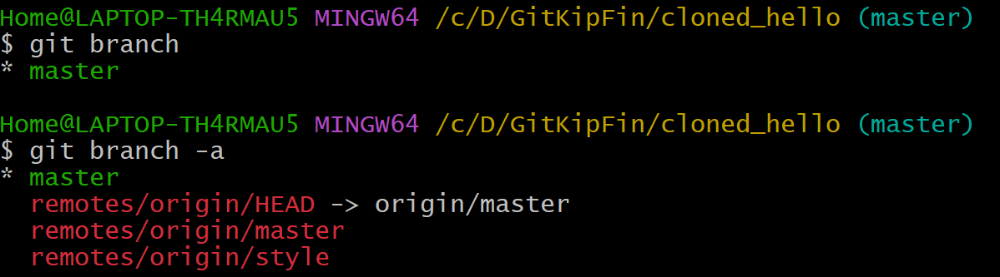 Home@LAPTOP-TH4RMAU5 MINGW64 /c/D/GitKipFin/cloned_hello (master)
$ git branch
* master
Home@LAPTOP-TH4RMAU5 MINGW64 /c/D/GitKipFin/cloned_hello (master)
$ git branch -a
* master
remotes/origin/HEAD -> origin/master
remotes/origin/master
remotes/origin/style